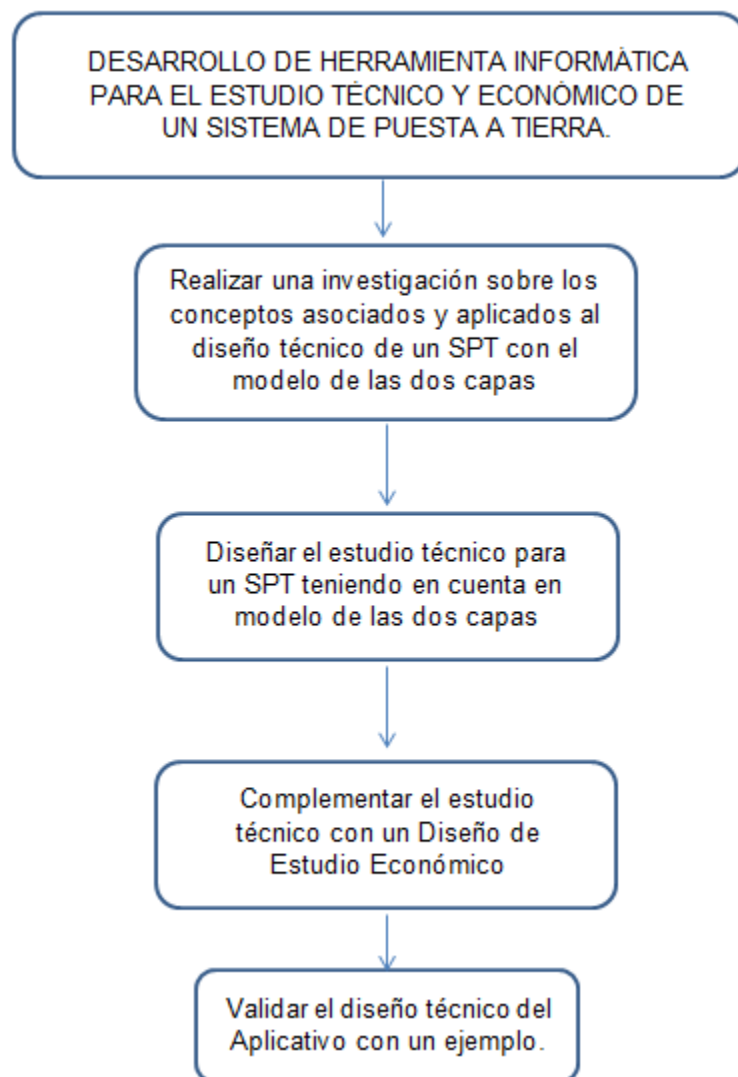 DESARROLLO DE HERRAMIENTA INFORMÁTICA
PARA EL ESTUDIO TÉCNICO Y ECONÓMICO DE
UN SISTEMA DE PUESTA A TIERRA.
Realizar una investigación sobre los
conceptos asociados y aplicados al
diseño técnico de un SPT con el
modelo de las dos capas
Diseñar el estudio técnico para
un SPT teniendo en cuenta en
modelo de las dos capas
Complementar el estudio
técnico con un Diseño de
Estudio Económico
Validar el diseño técnico del
Aplicativo con un ejemplo.